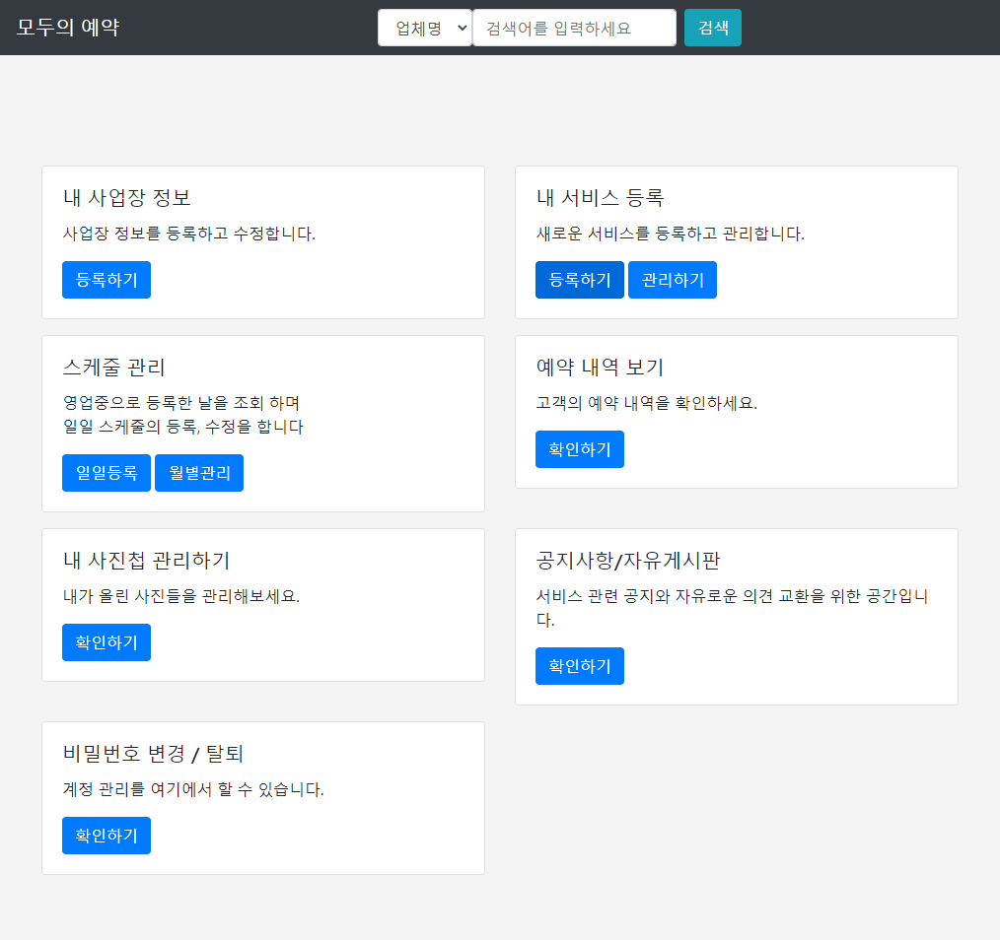 모두의 예약
업체명
검색어를 입력하세요
검색
내 사업장 정보
사업장 정보를 등록하고 수정합니다.
등록하기
내 서비스 등록
새로운 서비스를 등록하고 관리합니다.
등록하기 관리하기
스케줄 관리
영업중으로 등록한 날을 조회 하며
일일 스케줄의 등록, 수정을 합니다
일일등록 월별관리
예약 내역 보기
고객의 예약 내역을 확인하세요.
확인하기
내 사진첩 관리하기
내가 올린 사진들을 관리해보세요.
확인하기
공지사항/자유게시판
서비스 관련 공지와 자유로운 의견 교환을 위한 공간입니
다.
확인하기
비밀번호 변경 / 탈퇴
계정 관리를 여기에서 할 수 있습니다.
확인하기